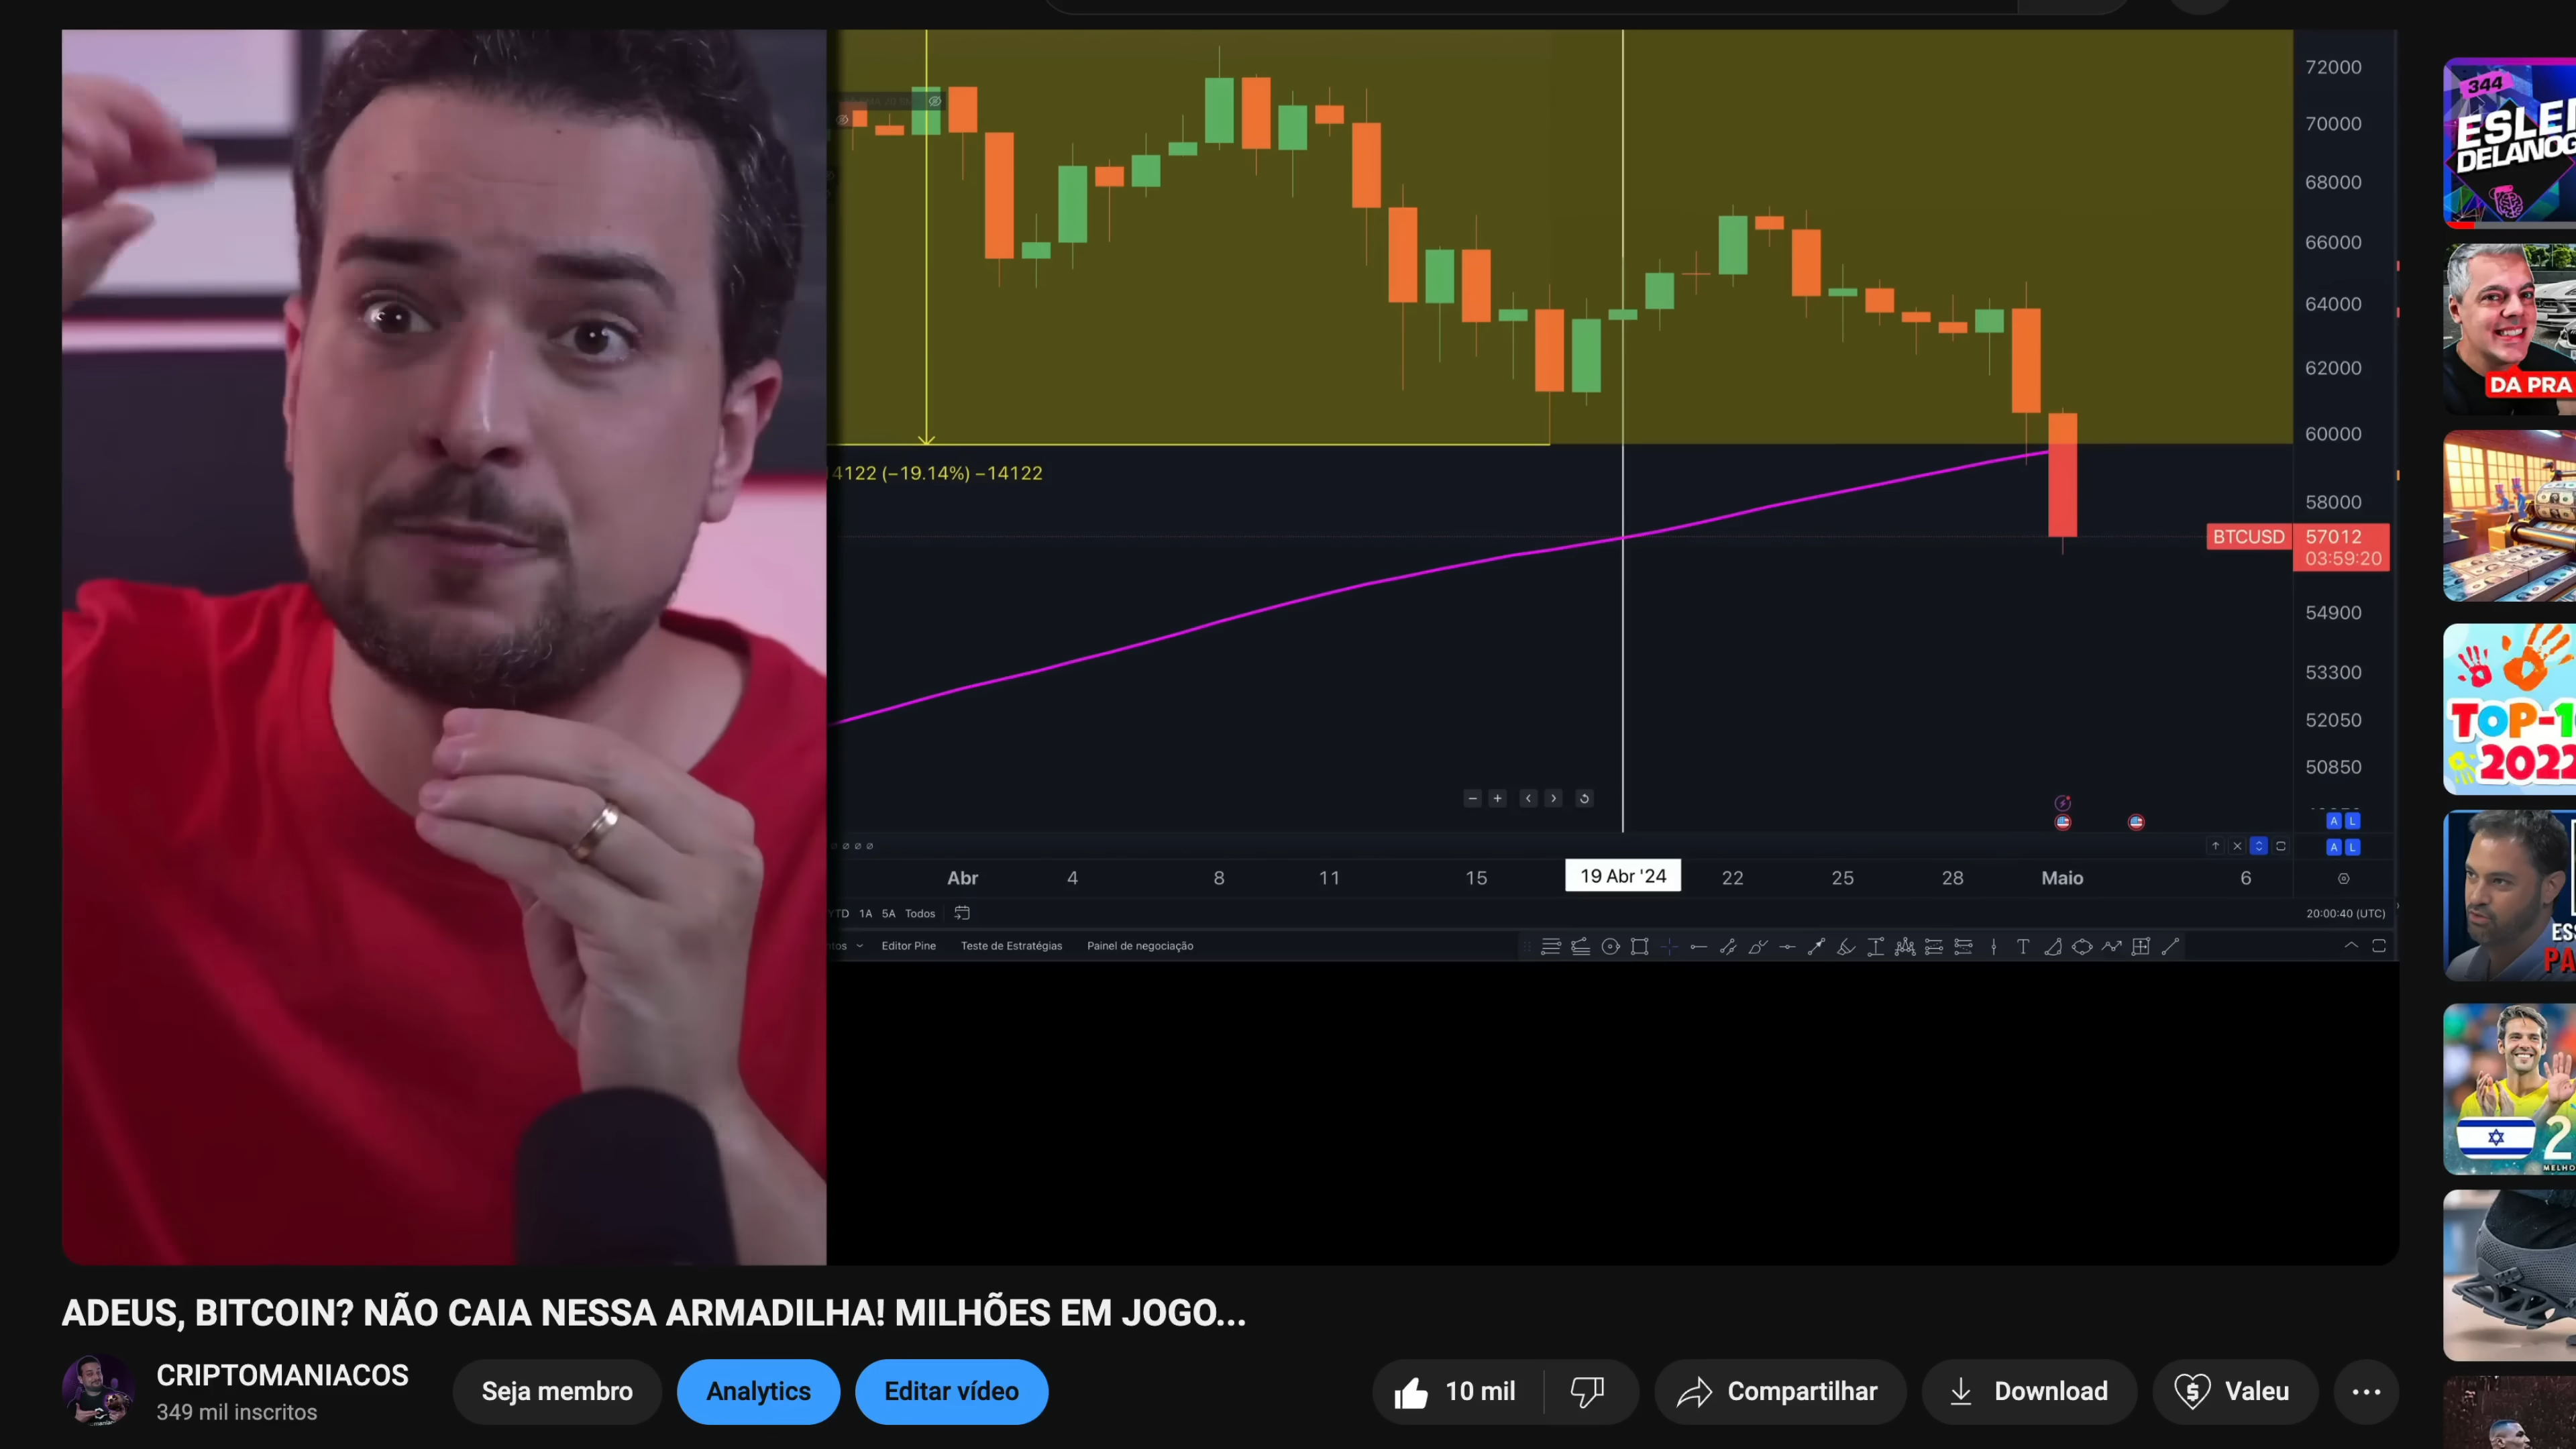 72000
70000
68000
66000
64000
62000
60000
58000
BTCUSD 57012
03:59:20
54900
53300
52050
50850
4122 (−19.14%) −14122
A L
A L
Abr 4 8 11 15 19 Abr '24 22 25 28 Maio 6
YTD 1A 5A Todos
20:00:40 (UTC)
Editor Pine Teste de Estratégias Painel de negociação
ADEUS, BITCOIN? NÃO CAIA NESSA ARMADILHA! MILHÕES EM JOGO...
CRIPTOMANIACOS
349 mil inscritos
Seja membro
Analytics
Editar vídeo
10 mil
Compartilhar
Download
Valeu
344
DELANOG
DA PRA
TOP-1
2022
PA
2